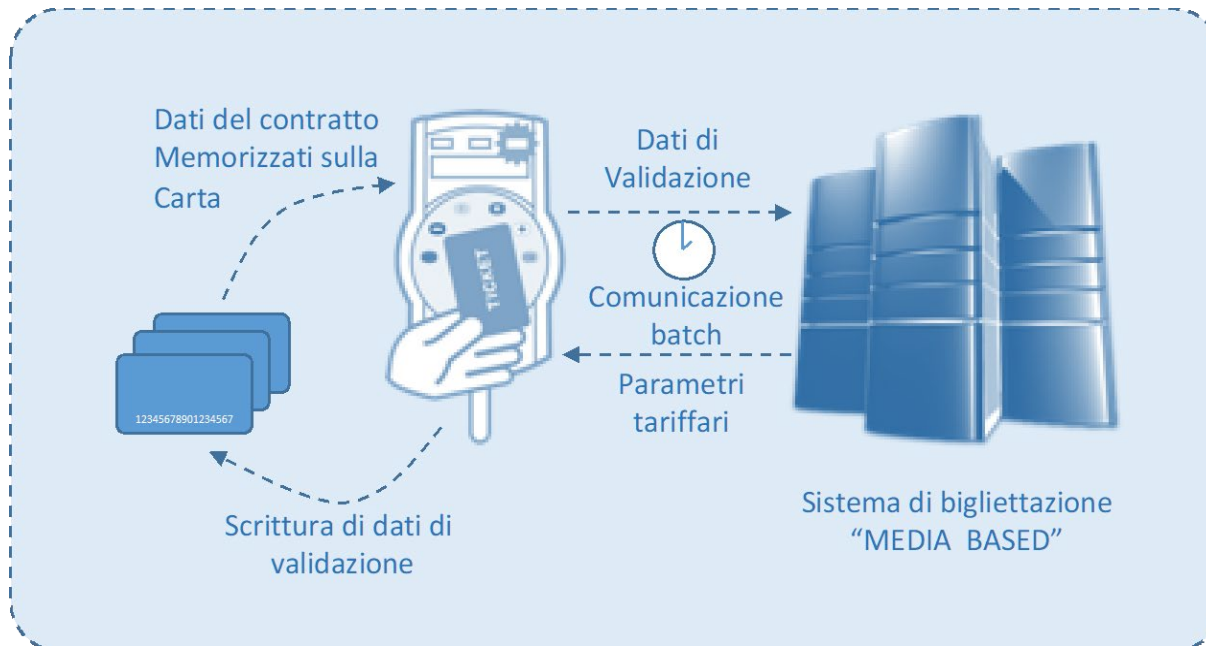 Dati del contratto
Memorizzati sulla
Carta
Dati di
Validazione
TICKET
Comunicazione
batch
Parametri
tariffari
12345678901234567
Scrittura di dati di
validazione
Sistema di bigliettazione
“MEDIA BASED”